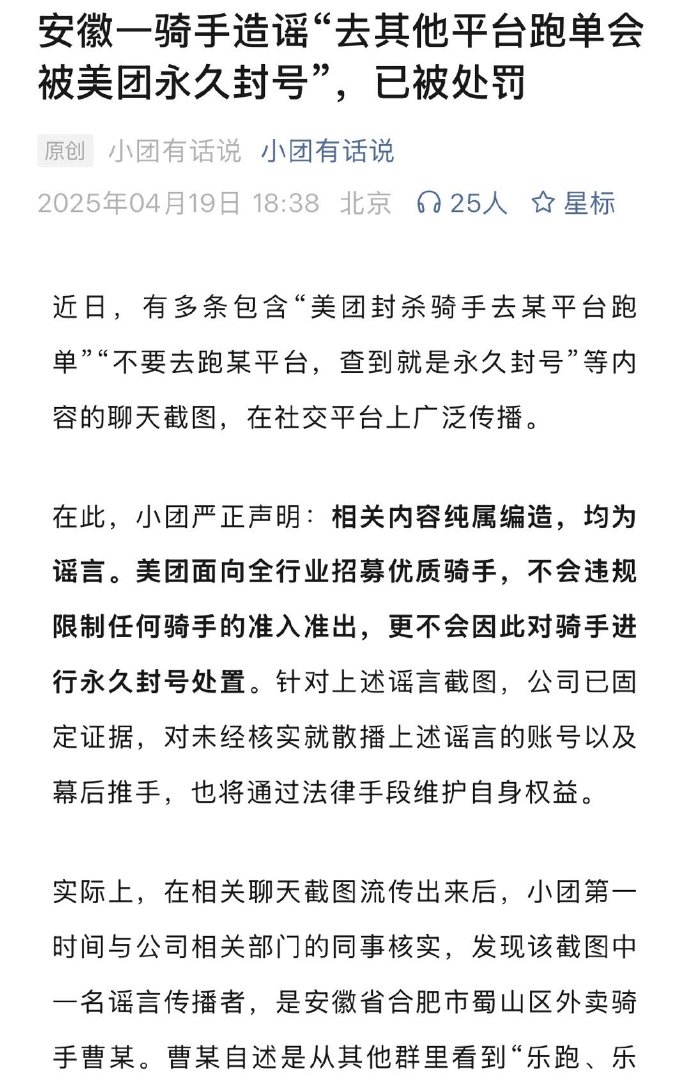 安徽一骑手造谣“去其他平台跑单会
被美团永久封号”，已被处罚
原创 小团有话说 小团有话说
2025年04月19日 18:38 北京 25人 星标
近日，有多条包含“美团封杀骑手去某平台跑
单”“不要去跑某平台，查到就是永久封号”等内
容的聊天截图，在社交平台上广泛传播。
在此，小团严正声明：相关内容纯属编造，均为
谣言。美团面向全行业招募优质骑手，不会违规
限制任何骑手的准入准出，更不会因此对骑手进
行永久封号处置。针对上述谣言截图，公司已固
定证据，对未经核实就散播上述谣言的账号以及
幕后推手，也将通过法律手段维护自身权益。
实际上，在相关聊天截图流传出来后，小团第一
时间与公司相关部门的同事核实，发现该截图中
一名谣言传播者，是安徽省合肥市蜀山区外卖骑
手曹某。曹某自述是从其他群里看到“乐跑、乐